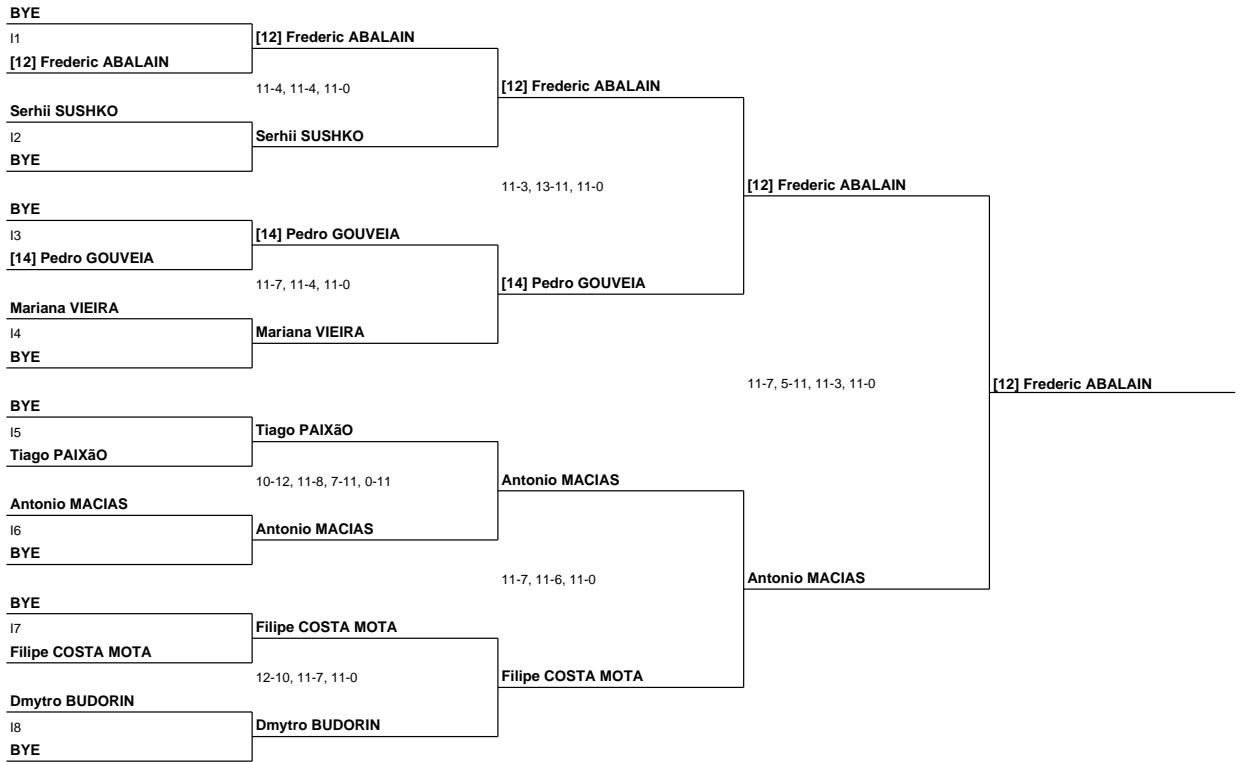 BYE
I1
[12] Frederic ABALAIN
[12] Frederic ABALAIN
11-4, 11-4, 11-0
[12] Frederic ABALAIN
Serhii SUSHKO
I2
Serhii SUSHKO
BYE
11-3, 13-11, 11-0
[12] Frederic ABALAIN
BYE
I3
[14] Pedro GOUVEIA
[14] Pedro GOUVEIA
11-7, 11-4, 11-0
[14] Pedro GOUVEIA
Mariana VIEIRA
I4
Mariana VIEIRA
BYE
11-7, 5-11, 11-3, 11-0
[12] Frederic ABALAIN
BYE
I5
Tiago PAIXãO
Tiago PAIXãO
10-12, 11-8, 7-11, 0-11
Antonio MACIAS
Antonio MACIAS
I6
Antonio MACIAS
BYE
11-7, 11-6, 11-0
Antonio MACIAS
BYE
I7
Filipe COSTA MOTA
Filipe COSTA MOTA
12-10, 11-7, 11-0
Filipe COSTA MOTA
Dmytro BUDORIN
I8
Dmytro BUDORIN
BYE